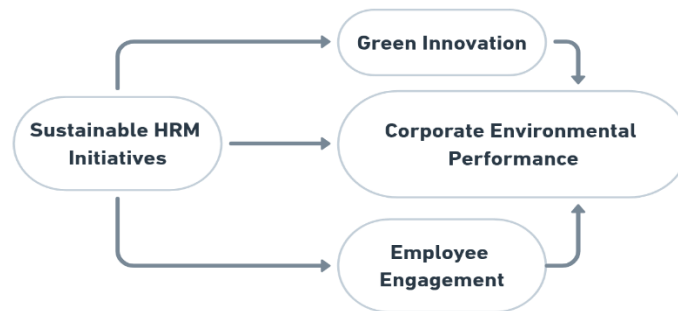 Green Innovation
Sustainable HRM
Initiatives
Corporate Environmental
Performance
Employee
Engagement